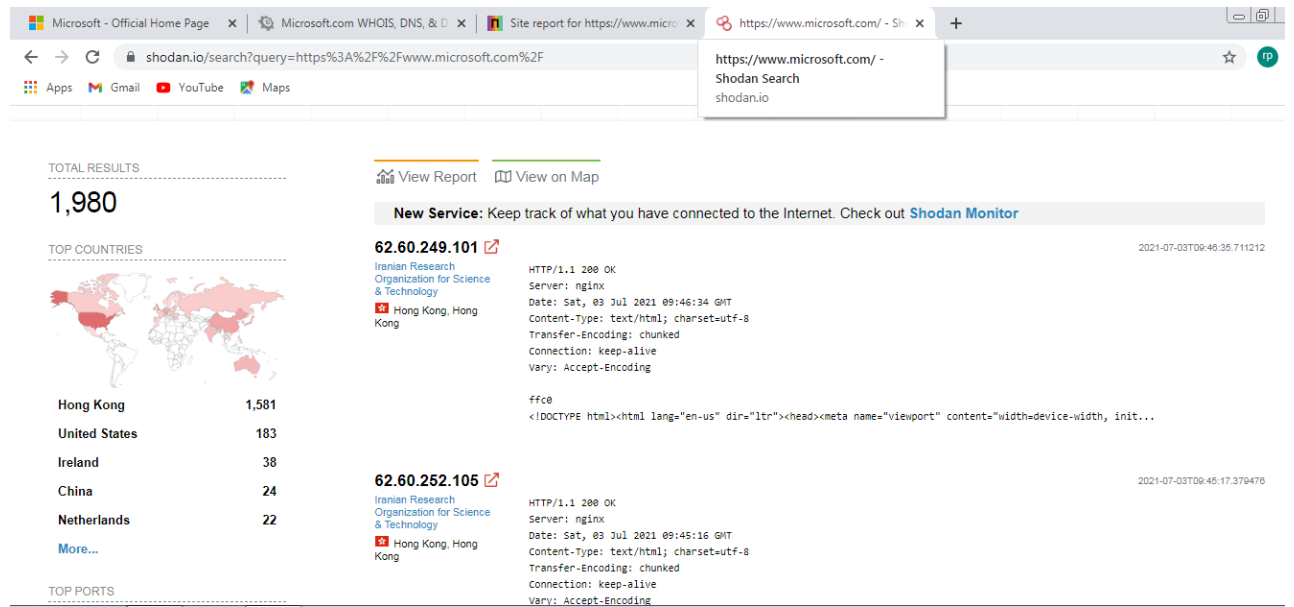 Microsoft - Official Home Page
Microsoft.com WHOIS, DNS, & D
Site report for https://www.micro
https://www.microsoft.com/ - Sh
shodan.io/search?query=https%3A%2F%2Fwww.microsoft.com%2F
rp
https://www.microsoft.com/ -
Shodan Search
shodan.io
Apps Gmail YouTube Maps
TOTAL RESULTS
1,980
TOP COUNTRIES
Hong Kong 1,581
United States 183
Ireland 38
China 24
Netherlands 22
More...
TOP PORTS
View Report View on Map
New Service: Keep track of what you have connected to the Internet. Check out Shodan Monitor
62.60.249.101
2021-07-03T09:46:35.711212
Iranian Research
Organization for Science
& Technology
Hong Kong, Hong
Kong
HTTP/1.1 200 OK
Server: nginx
Date: Sat, 03 Jul 2021 09:46:34 GMT
Content-Type: text/html; charset=utf-8
Transfer-Encoding: chunked
Connection: keep-alive
Vary: Accept-Encoding
ffc0
<!DOCTYPE html><html lang="en-us" dir="ltr"><head><meta name="viewport" content="width=device-width, init...
62.60.252.105
2021-07-03T09:45:17.379476
Iranian Research
Organization for Science
& Technology
Hong Kong, Hong
Kong
HTTP/1.1 200 OK
Server: nginx
Date: Sat, 03 Jul 2021 09:45:16 GMT
Content-Type: text/html; charset=utf-8
Transfer-Encoding: chunked
Connection: keep-alive
Vary: Accept-Encoding